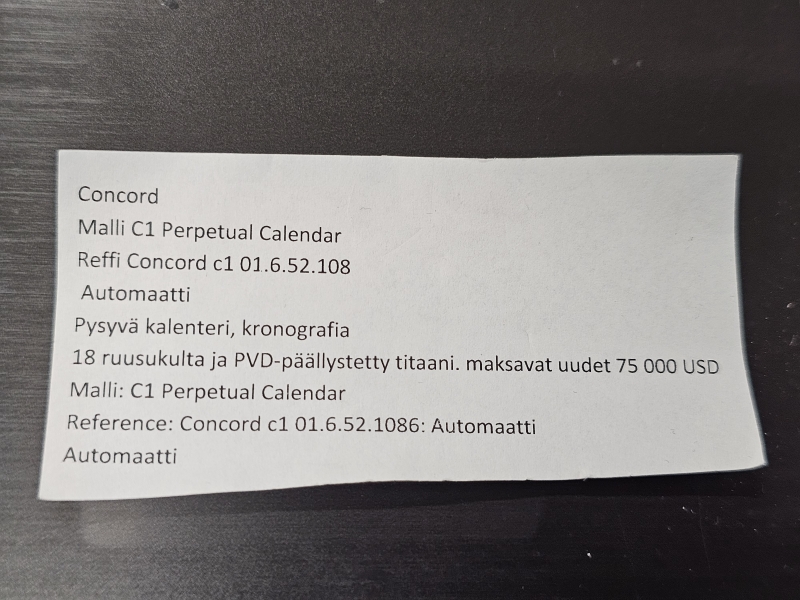 Concord
Malli C1 Perpetual Calendar
Reffi Concord c1 01.6.52.108
Automaatti
Pysyvä kalenteri, kronografia
18 ruusukulta ja PVD-päällystetty titaani. maksavat uudet 75 000 USD
Malli: C1 Perpetual Calendar
Reference: Concord c1 01.6.52.1086: Automaatti
Automaatti